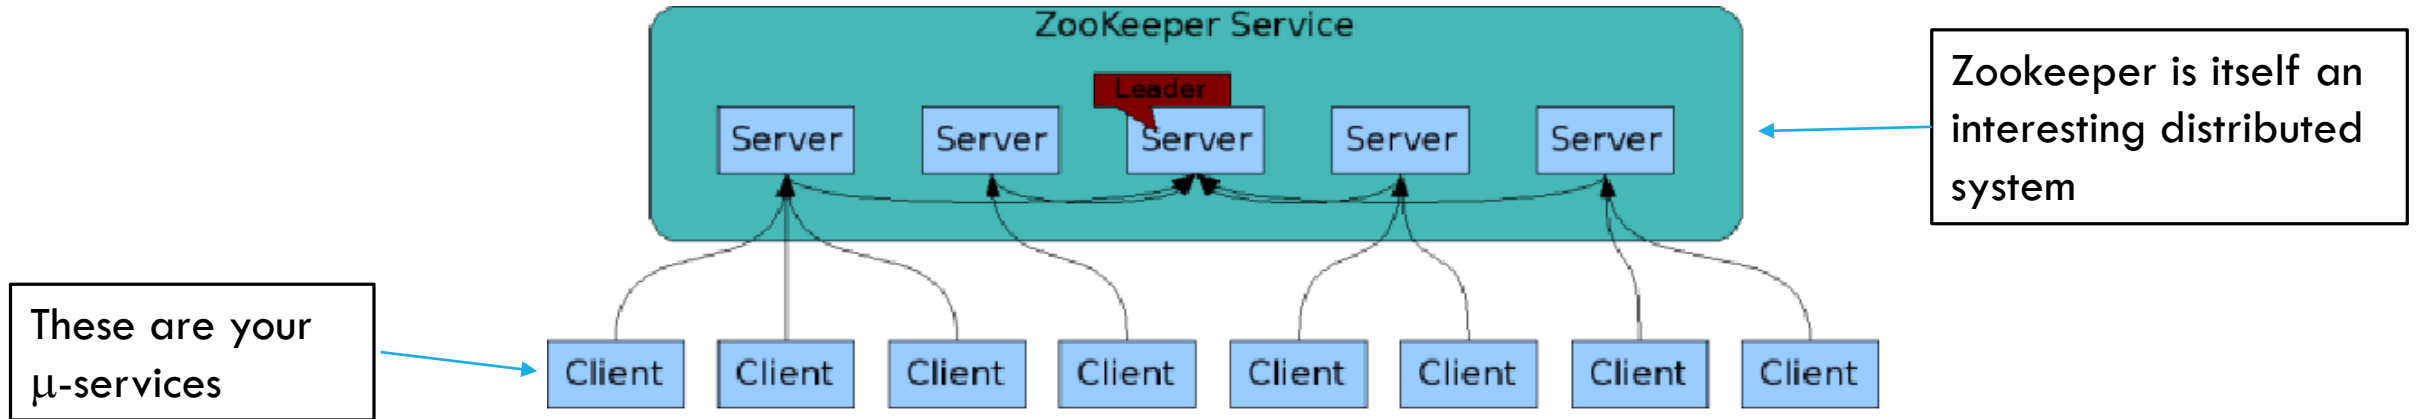 ZooKeeper Service
Leader
Server
Server
Server
Server
Server
Zookeeper is itself an
interesting distributed
system
These are your
μ-services
Client
Client
Client
Client
Client
Client
Client
Client